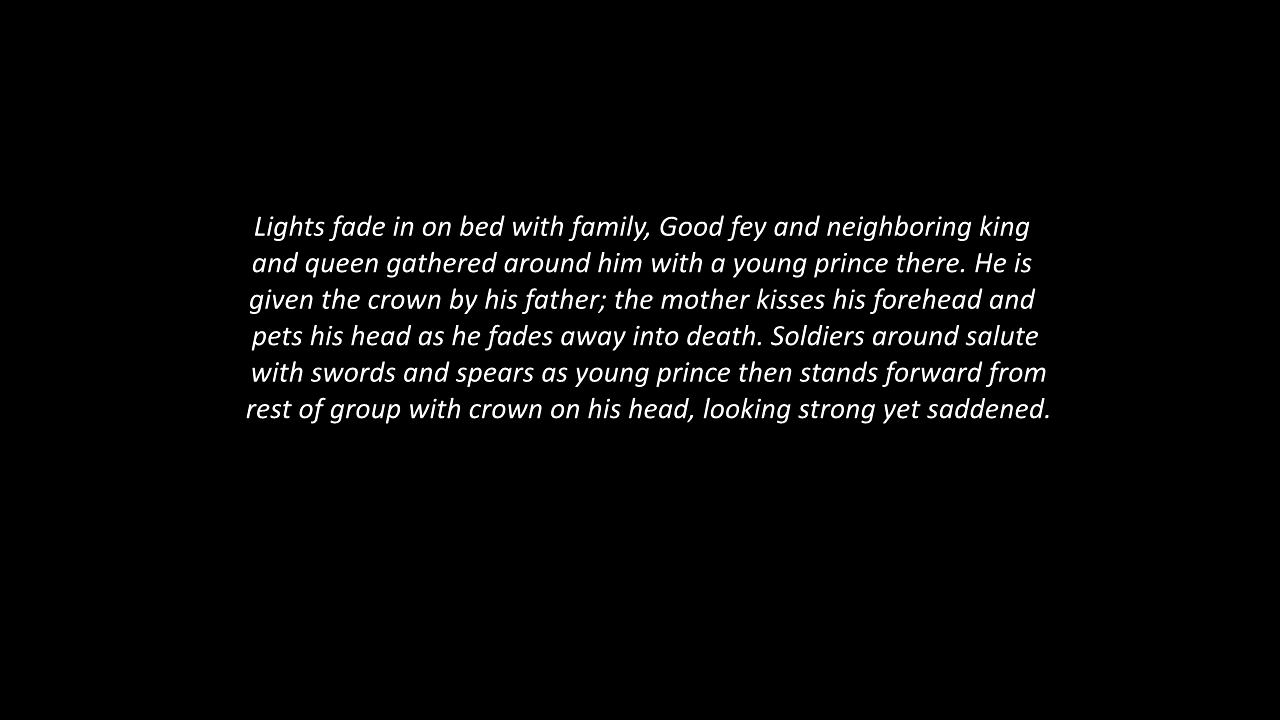 Lights fade in on bed with family, Good fey and neighboring king
and queen gathered around him with a young prince there. He is
given the crown by his father; the mother kisses his forehead and
pets his head as he fades away into death. Soldiers around salute
with swords and spears as young prince then stands forward from
rest of group with crown on his head, looking strong yet saddened.